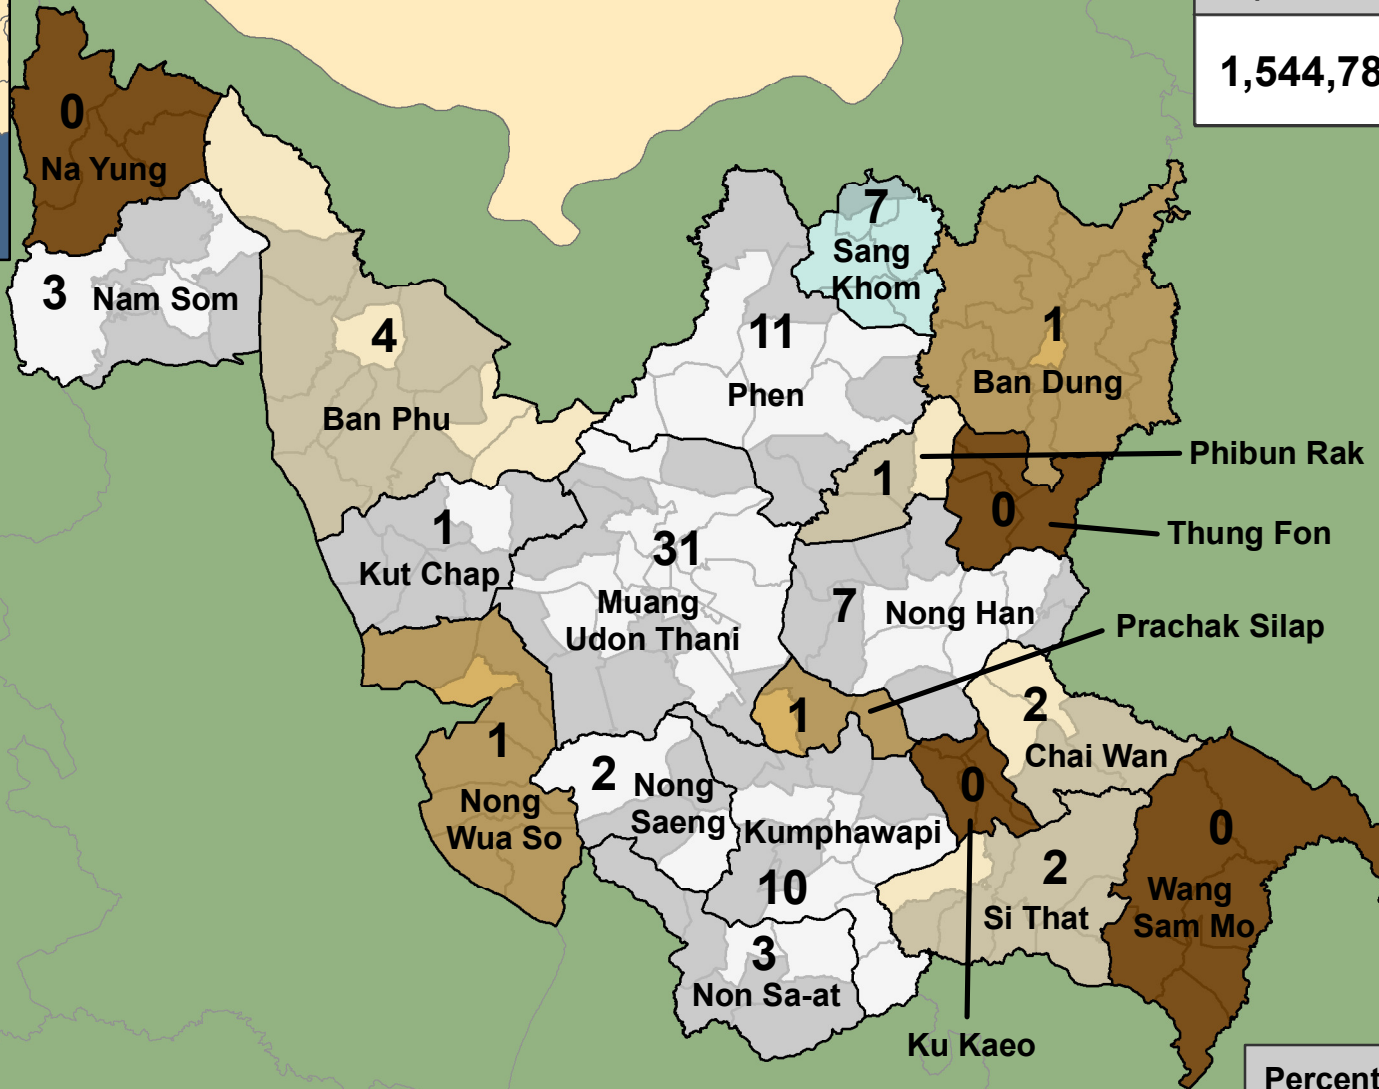 1,544,78
0
Na Yung
3 Nam Som
4
Ban Phu
7
Sang
Khom
11
Phen
1
Ban Dung
1
Phibun Rak
0
Thung Fon
1
Kut Chap
31
Muang
Udon Thani
7 Nong Han
Prachak Silap
1
2
Chai Wan
1
Nong
Wua So
2 Nong
Saeng
Kumphawapi
10
0
Ku Kaeo
2
Si That
0
Wang
Sam Mo
3
Non Sa-at
Percent